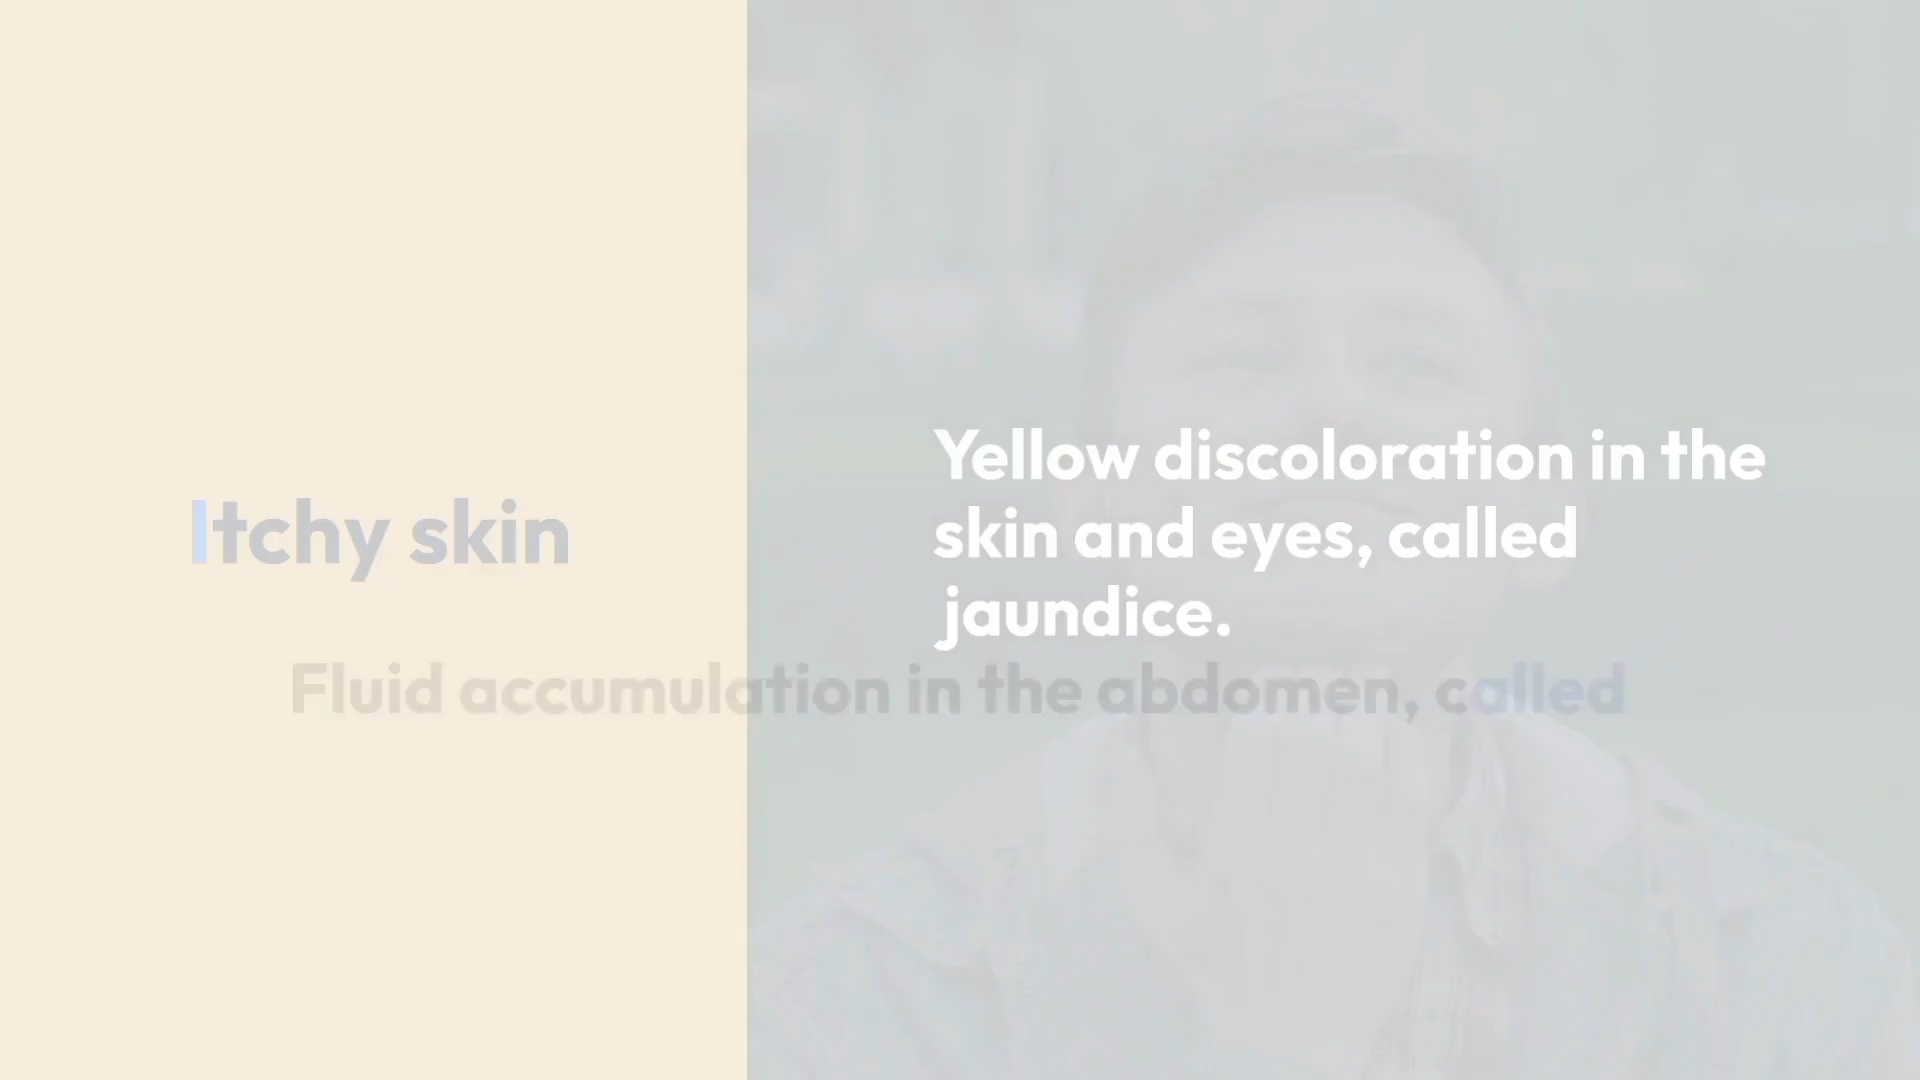 Itchy skin
Yellow discoloration in the
skin and eyes, called
jaundice.
Fluid accumulation in the abdomen, called